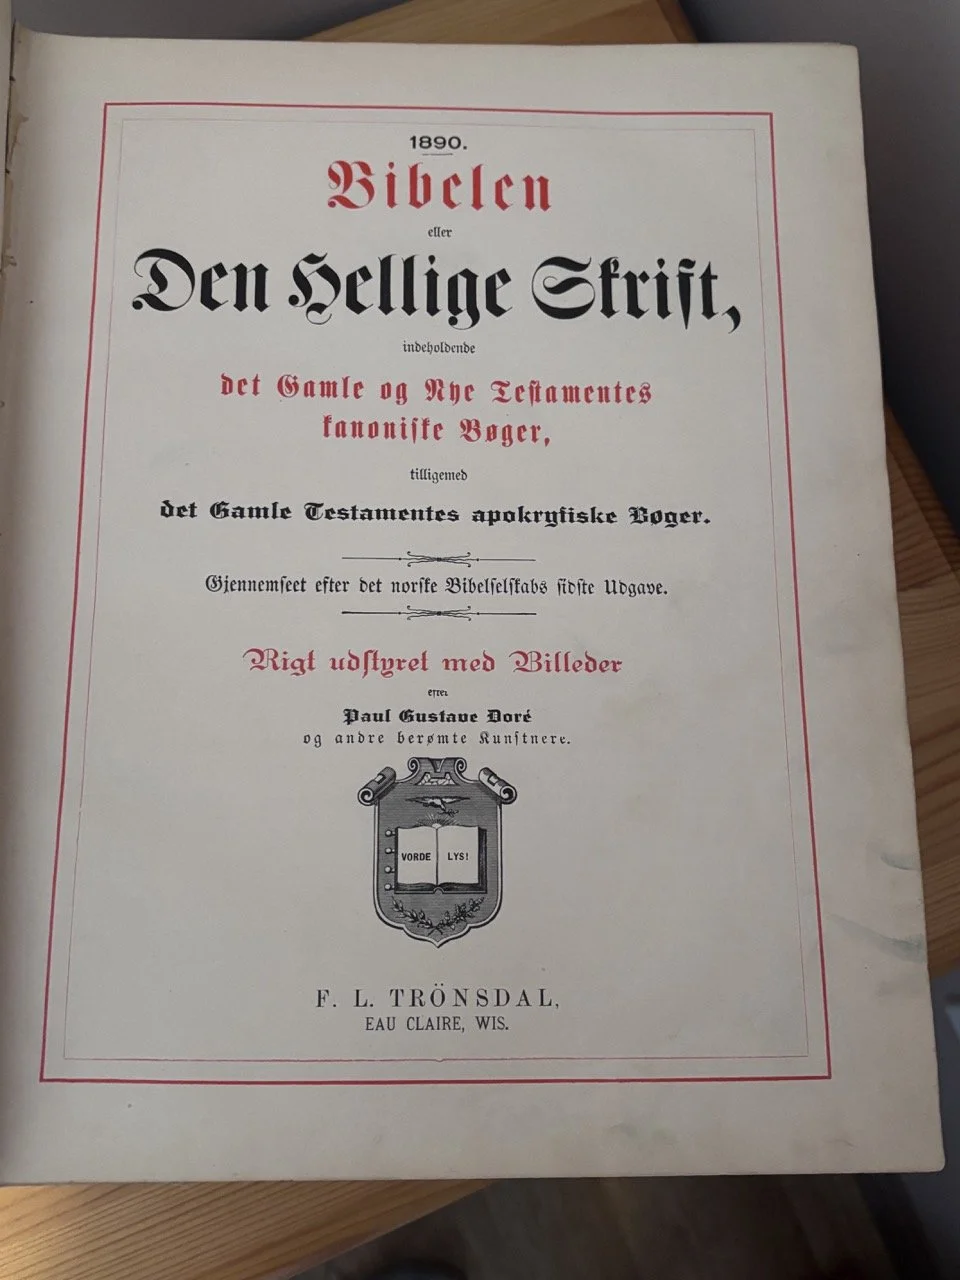 1890.
Bibelen
eller
Den Hellige Skrift,
indeholdende
det Gamle og Nye Testamentes
kanoniske Bøger,
tilligemed
det Gamle Testamentes apokryfiske Bøger.
Gjennemseet efter det norske Bibelselskabs sidste Udgave.
Rigt udstyret med Billeder
efter
Paul Gustave Doré
og andre berømte Kunstnere.
VORDE LYS!
F. L. TRÖNSDAL,
EAU CLAIRE, WIS.